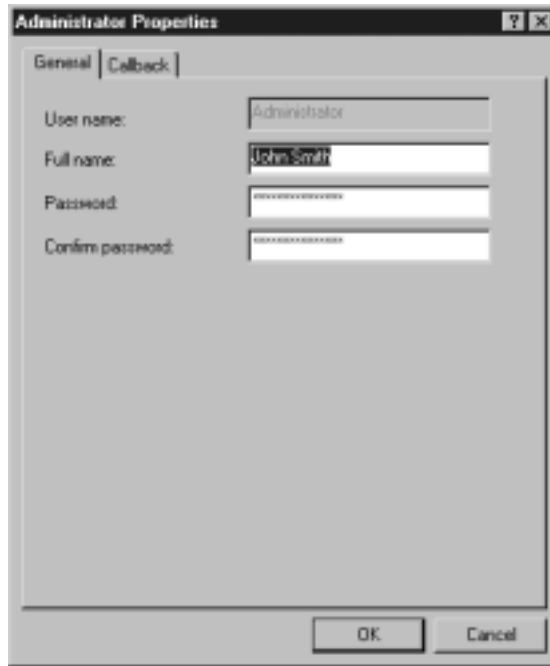 Administrator Properties
General Callback
User name: Administrator
Full name: John Smith
Password: ****************
Confirm password: ****************
OK Cancel